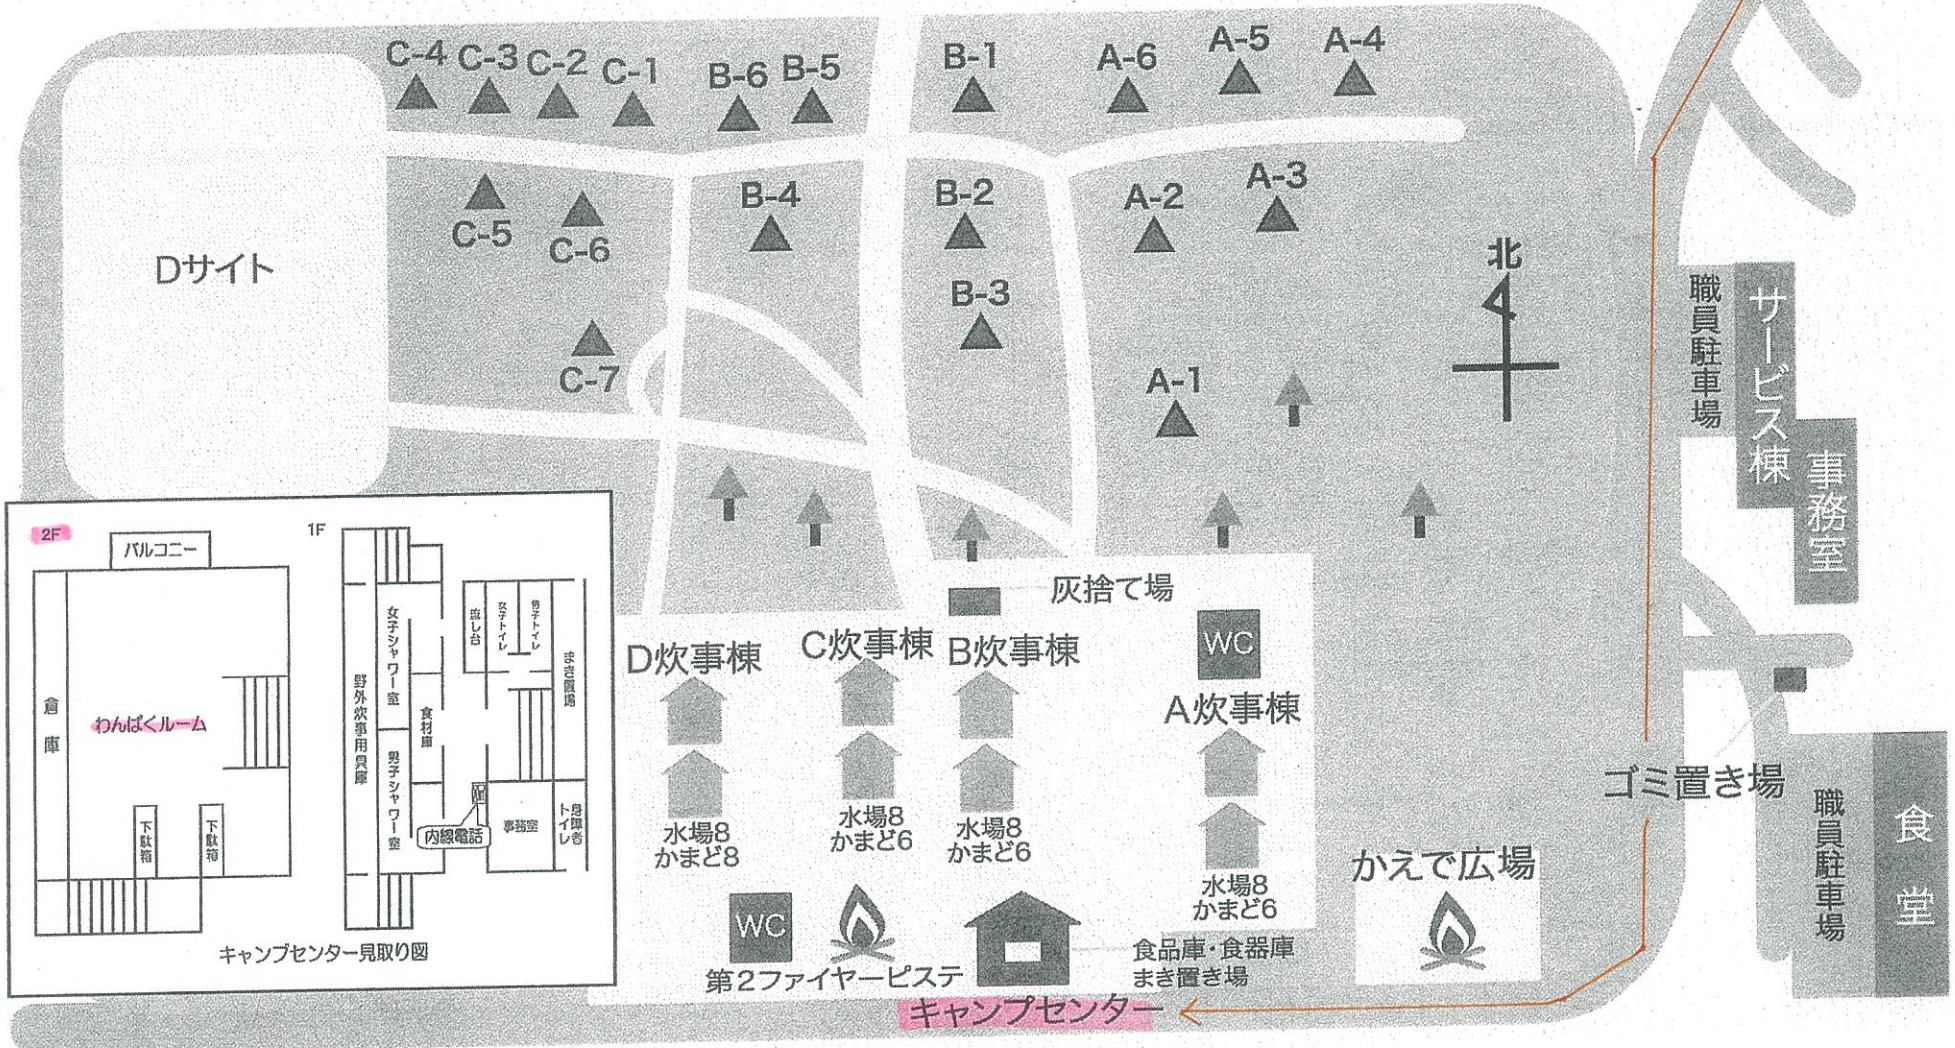 C-4 C-3 C-2 C-1 B-6 B-5 B-1 A-6 A-5 A-4
C-5 C-6 B-4 B-2 A-2 A-3
Dサイト
C-7 B-3 A-1
北
職員駐車場
サービス棟
事務室
2F
バルコニー
倉庫
わんぱくルーム
下駄箱
下駄箱
1F
野外炊事用具庫
女子シャワー室
男子シャワー室
食材庫
流し台
女子トイレ
男子トイレ
まき置場
内線電話
事務室
身障者
トイレ
キャンプセンター見取り図
灰捨て場
WC
D炊事棟
C炊事棟
B炊事棟
A炊事棟
水場8
かまど8
水場8
かまど6
水場8
かまど6
水場8
かまど6
ゴミ置き場
職員駐車場
食堂
かえで広場
WC
第2ファイヤーピステ
食品庫・食器庫
まき置き場
キャンプセンター